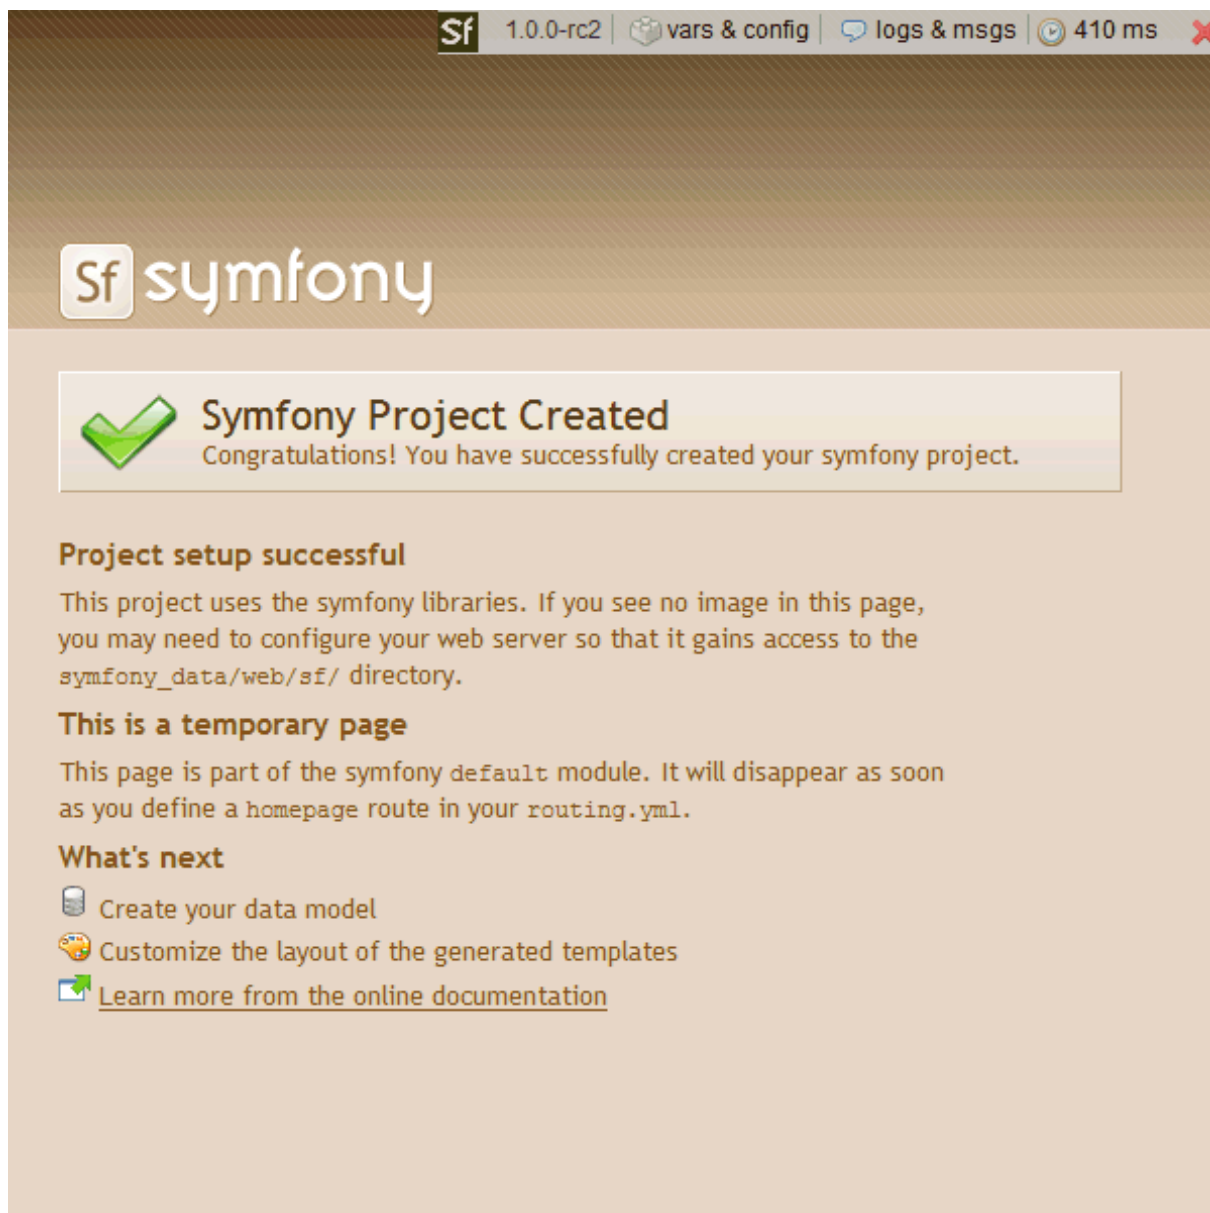 Sf 1.0.0-rc2 vars & config logs & msgs 410 ms
Sf symfony
Symfony Project Created
Congratulations! You have successfully created your symfony project.
Project setup successful
This project uses the symfony libraries. If you see no image in this page,
you may need to configure your web server so that it gains access to the
symfony_data/web/sf/ directory.
This is a temporary page
This page is part of the symfony default module. It will disappear as soon
as you define a homepage route in your routing.yml.
What's next
Create your data model
Customize the layout of the generated templates
Learn more from the online documentation